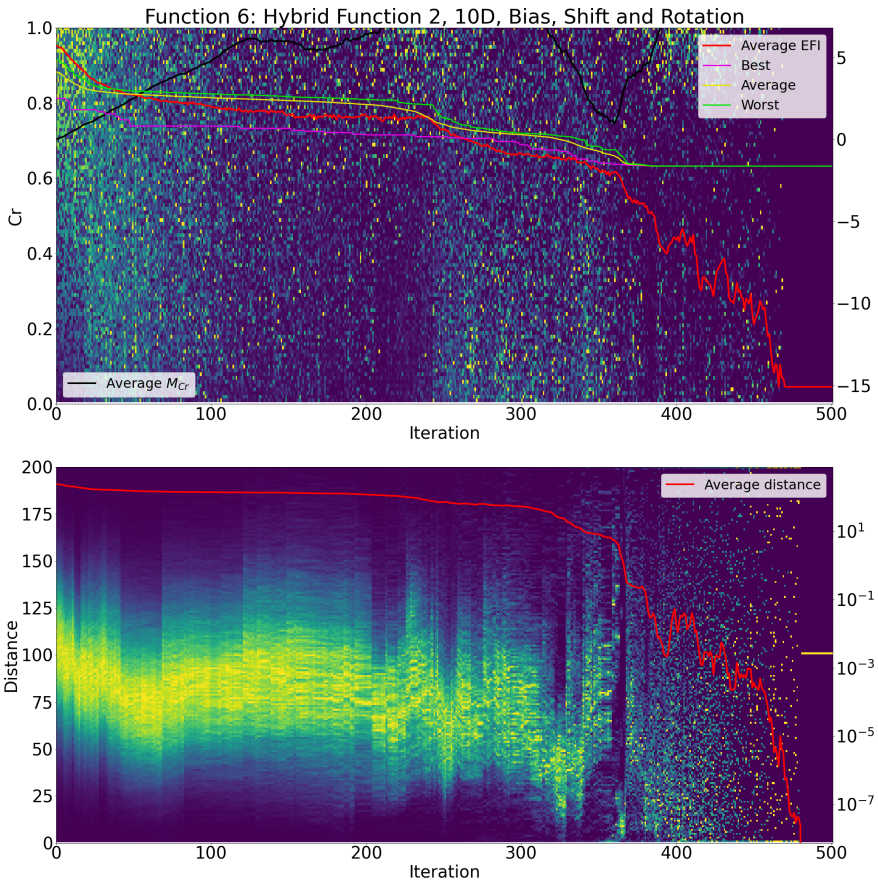 Function 6: Hybrid Function 2, 10D, Bias, Shift and Rotation
1.0
0.8
0.6
0.4
0.2
0.0
Cr
5
0
−5
−10
−15
Average EFI
Best
Average
Worst
Average M_Cr
0 100 200 300 400 500
Iteration
200
175
150
125
100
75
50
25
0
Distance
10^1
10^-1
10^-3
10^-5
10^-7
Average distance
0 100 200 300 400 500
Iteration